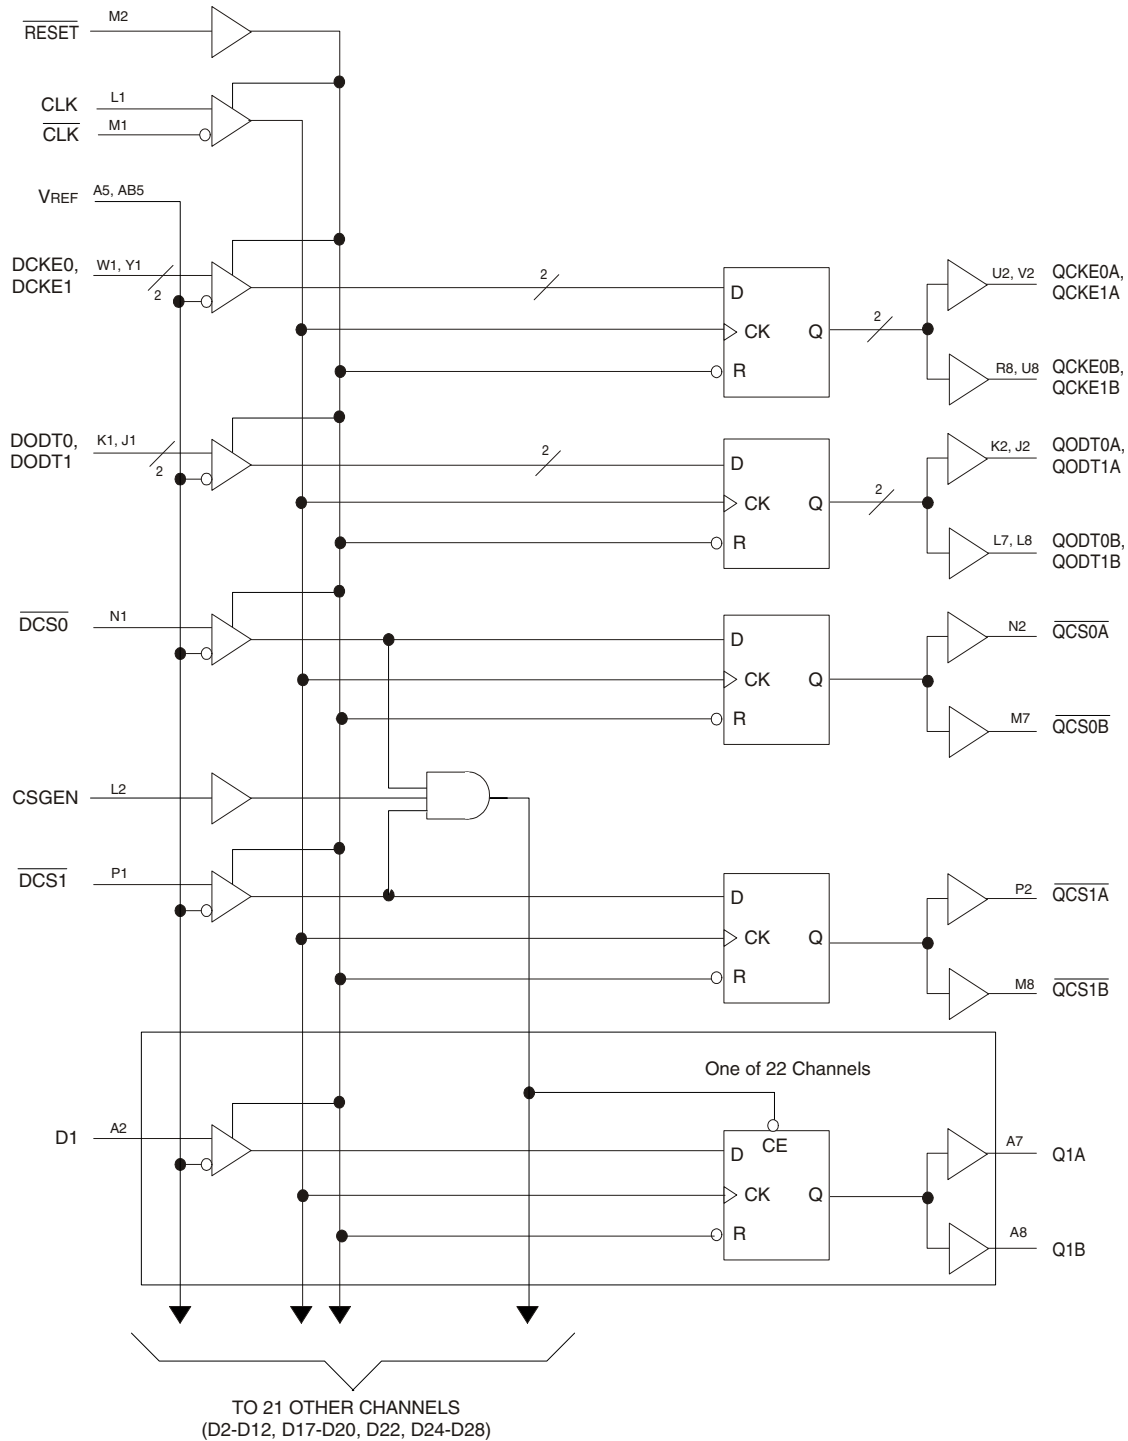 RESET M2
CLK L1
CLK M1
VREF A5, AB5
DCKE0, W1, Y1
DCKE1 2
2
D
CK Q
R
2
U2, V2 QCKE0A,
QCKE1A
R8, U8 QCKE0B,
QCKE1B
DODT0, K1, J1
DODT1 2
2
D
CK Q
R
2
K2, J2 QODT0A,
QODT1A
L7, L8 QODT0B,
QODT1B
DCS0 N1
D
CK Q
R
N2 QCS0A
M7 QCS0B
CSGEN L2
DCS1 P1
D
CK Q
R
P2 QCS1A
M8 QCS1B
One of 22 Channels
D1 A2
CE
D
CK Q
R
A7 Q1A
A8 Q1B
TO 21 OTHER CHANNELS
(D2-D12, D17-D20, D22, D24-D28)